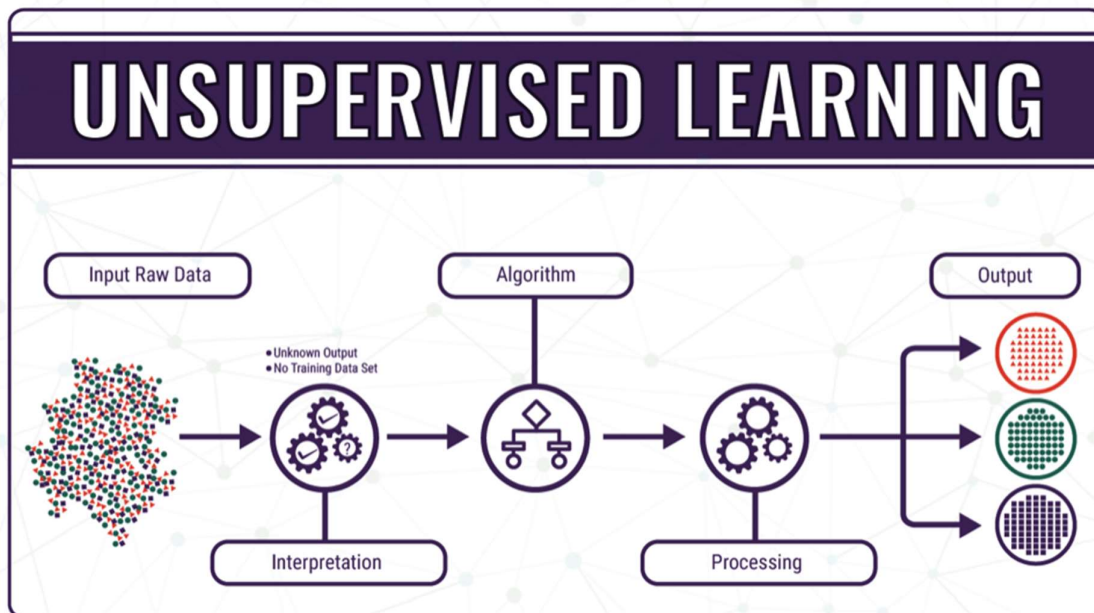 UNSUPERVISED LEARNING
Input Raw Data
Algorithm
Output
• Unknown Output
• No Training Data Set
?
Interpretation
Processing